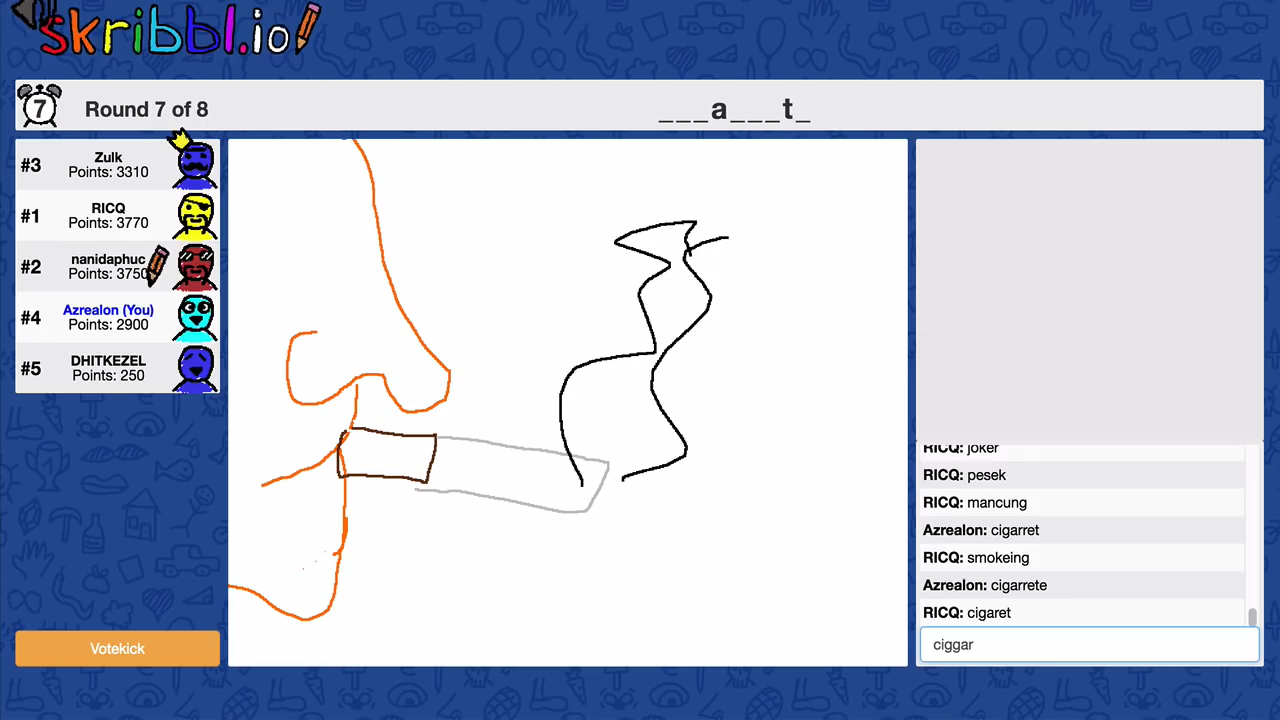 skribbl.io
7
Round 7 of 8
___a___t_
#3
Zulk
Points: 3310
#1
RICQ
Points: 3770
#2
nanidaphuc
Points: 3750
#4
Azrealon (You)
Points: 2900
#5
DHITKEZEL
Points: 250
Votekick
RICQ: joker
RICQ: pesek
RICQ: mancung
Azrealon: cigarret
RICQ: smokeing
Azrealon: cigarrete
RICQ: cigaret
ciggar